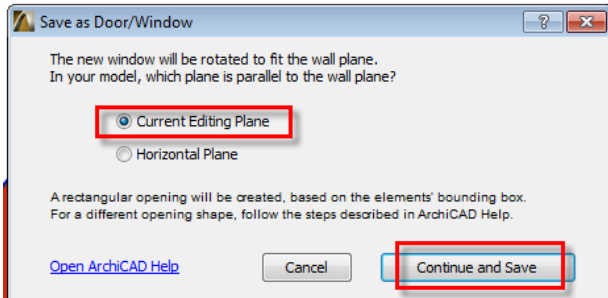 Save as Door/Window
The new window will be rotated to fit the wall plane.
In your model, which plane is parallel to the wall plane?
Current Editing Plane
Horizontal Plane
A rectangular opening will be created, based on the elements' bounding box.
For a different opening shape, follow the steps described in ArchiCAD Help.
Open ArchiCAD Help
Cancel
Continue and Save